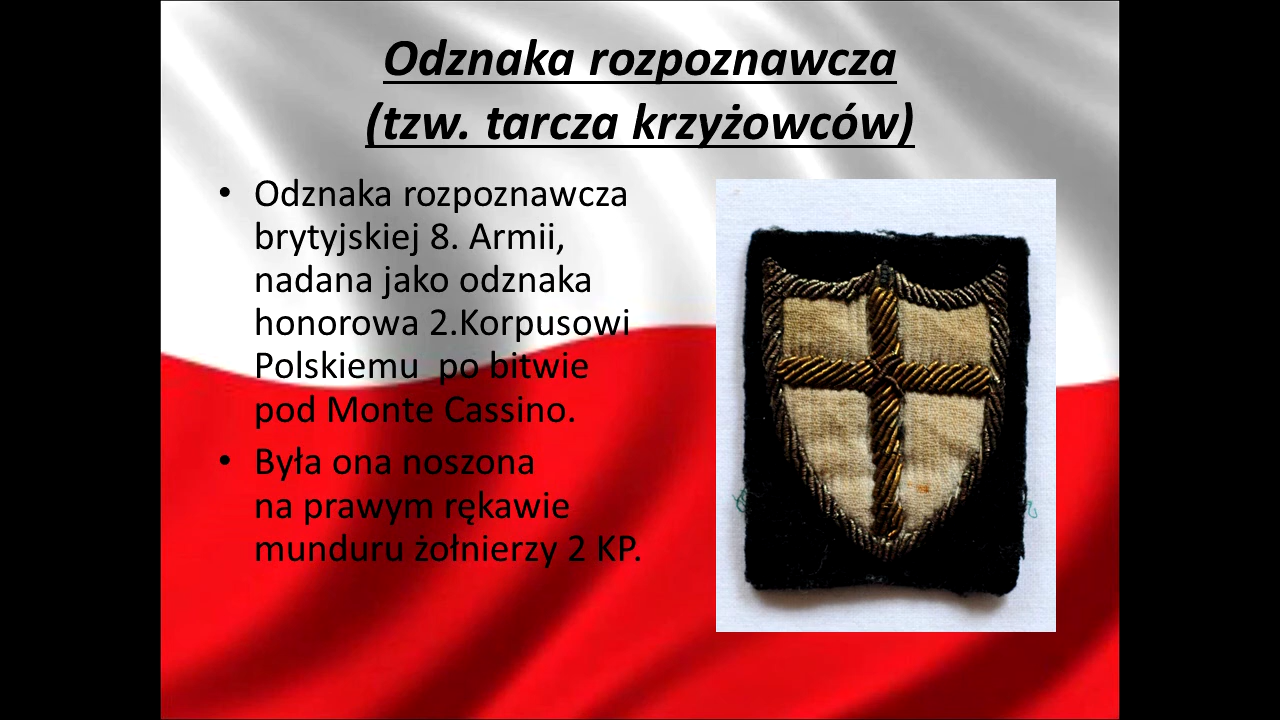 Odznaka rozpoznawcza
(tzw. tarcza krzyżowców)
• Odznaka rozpoznawcza
brytyjskiej 8. Armii,
nadana jako odznaka
honorowa 2.Korpusowi
Polskiemu  po bitwie
pod Monte Cassino.
• Była ona noszona
na prawym rękawie
munduru żołnierzy 2 KP.